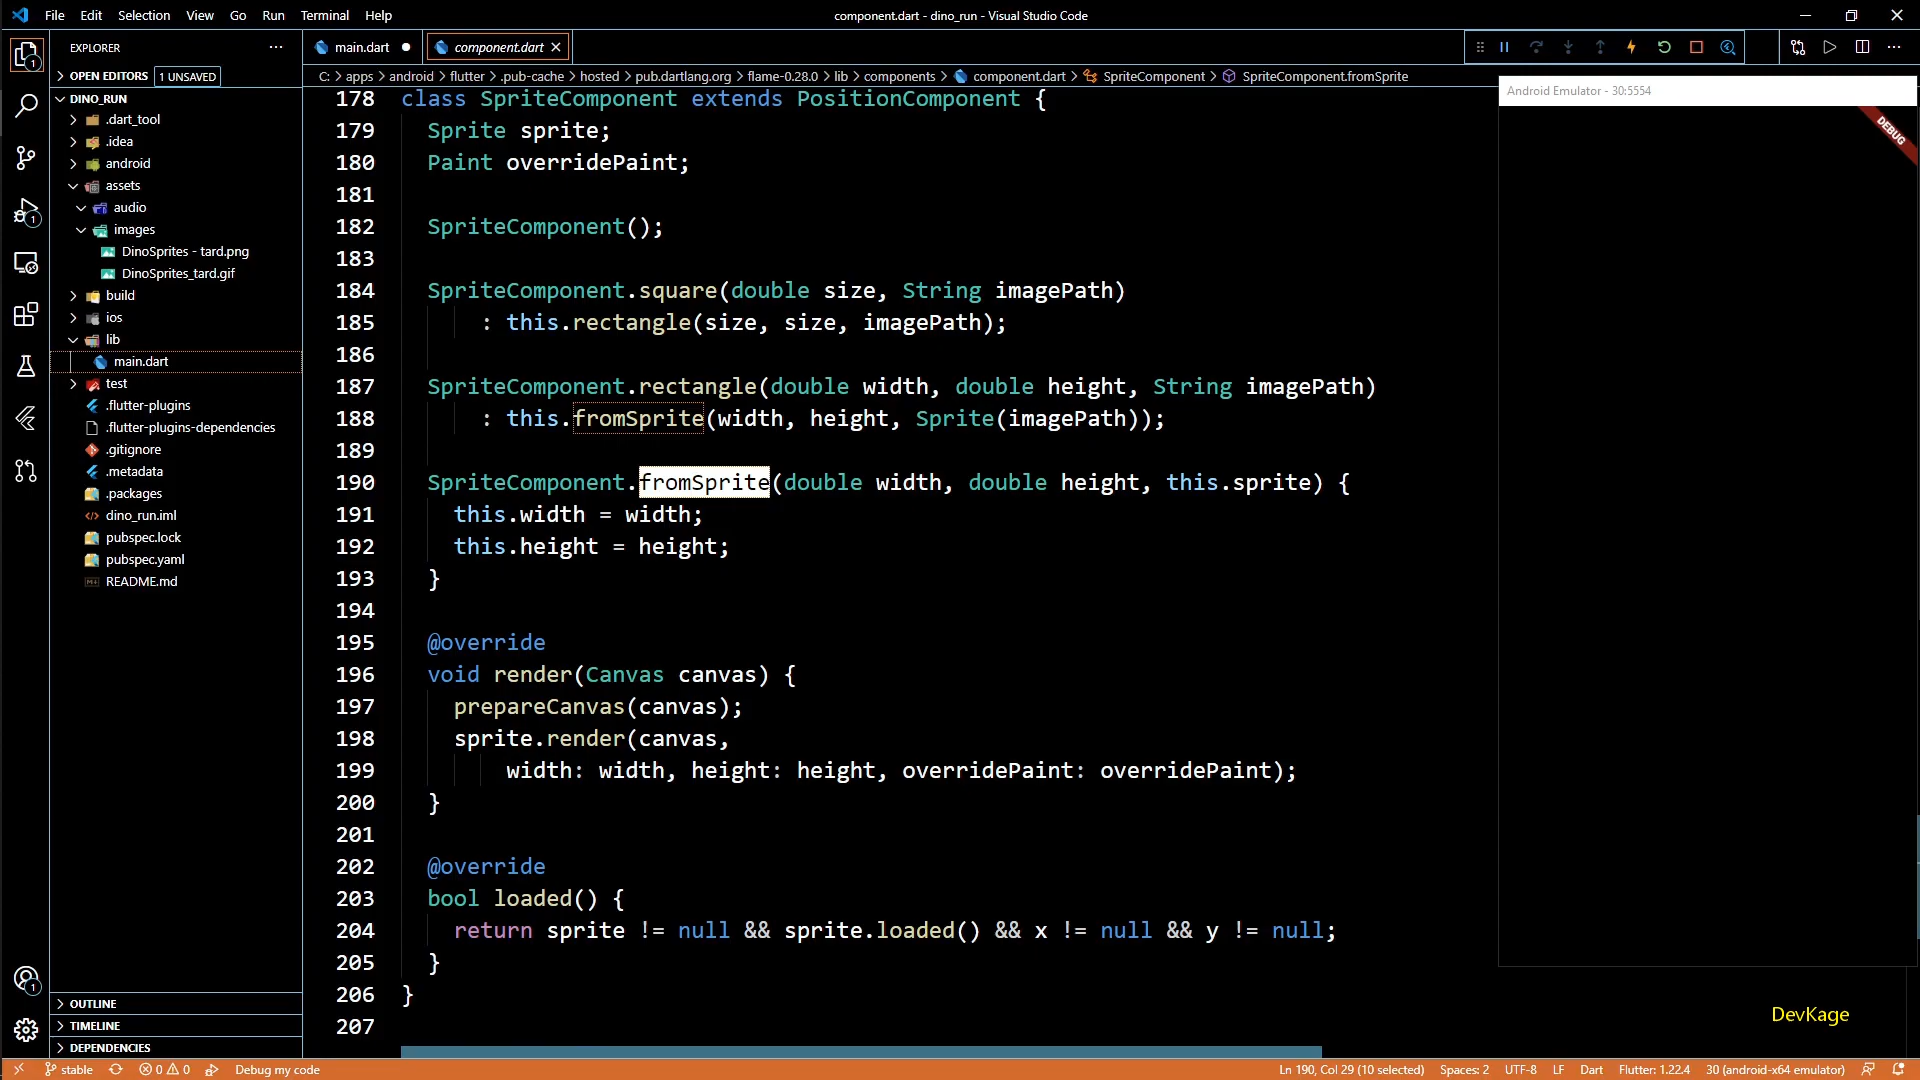 File Edit Selection View Go Run Terminal Help
component.dart - dino_run - Visual Studio Code
EXPLORER
OPEN EDITORS 1 UNSAVED
DINO_RUN
.dart_tool
.idea
android
assets
audio
images
DinoSprites - tard.png
DinoSprites_tard.gif
build
ios
lib
main.dart
test
.flutter-plugins
.flutter-plugins-dependencies
.gitignore
.metadata
.packages
dino_run.iml
pubspec.lock
pubspec.yaml
README.md
OUTLINE
TIMELINE
DEPENDENCIES
1
1
1
main.dart
component.dart
C: > apps > android > flutter > .pub-cache > hosted > pub.dartlang.org > flame-0.28.0 > lib > components > component.dart > SpriteComponent > SpriteComponent.fromSprite
178 class SpriteComponent extends PositionComponent {
179 Sprite sprite;
180 Paint overridePaint;
181
182 SpriteComponent();
183
184 SpriteComponent.square(double size, String imagePath)
185 : this.rectangle(size, size, imagePath);
186
187 SpriteComponent.rectangle(double width, double height, String imagePath)
188 : this.fromSprite(width, height, Sprite(imagePath));
189
190 SpriteComponent.fromSprite(double width, double height, this.sprite) {
191 this.width = width;
192 this.height = height;
193 }
194
195 @override
196 void render(Canvas canvas) {
197 prepareCanvas(canvas);
198 sprite.render(canvas,
199 width: width, height: height, overridePaint: overridePaint);
200 }
201
202 @override
203 bool loaded() {
204 return sprite != null && sprite.loaded() && x != null && y != null;
205 }
206 }
207
Android Emulator - 30:5554
DEBUG
DevKage
stable 0 0 Debug my code
Ln 190, Col 29 (10 selected) Spaces: 2 UTF-8 LF Dart Flutter: 1.22.4 30 (android-x64 emulator)